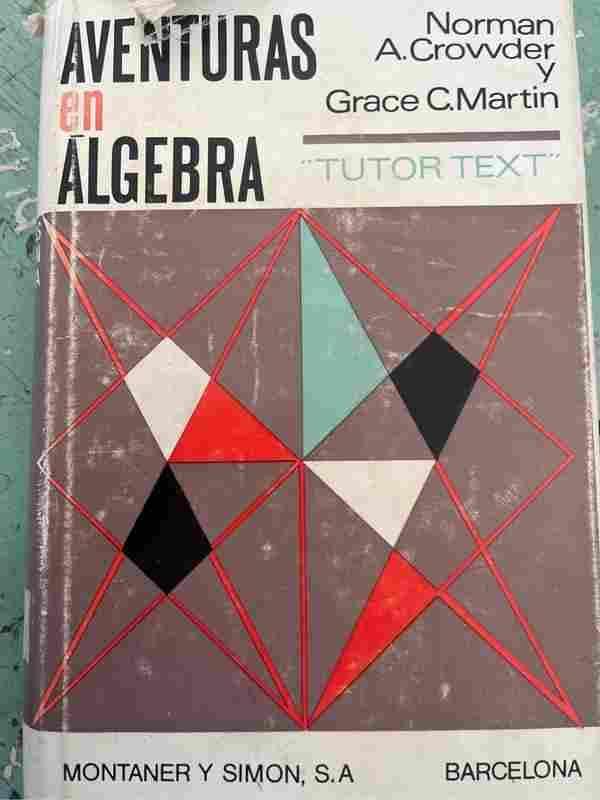 AVENTURAS
en
ÁLGEBRA
Norman
A. Crowder
y
Grace C. Martin
"TUTOR TEXT"
MONTANER Y SIMON, S.A
BARCELONA